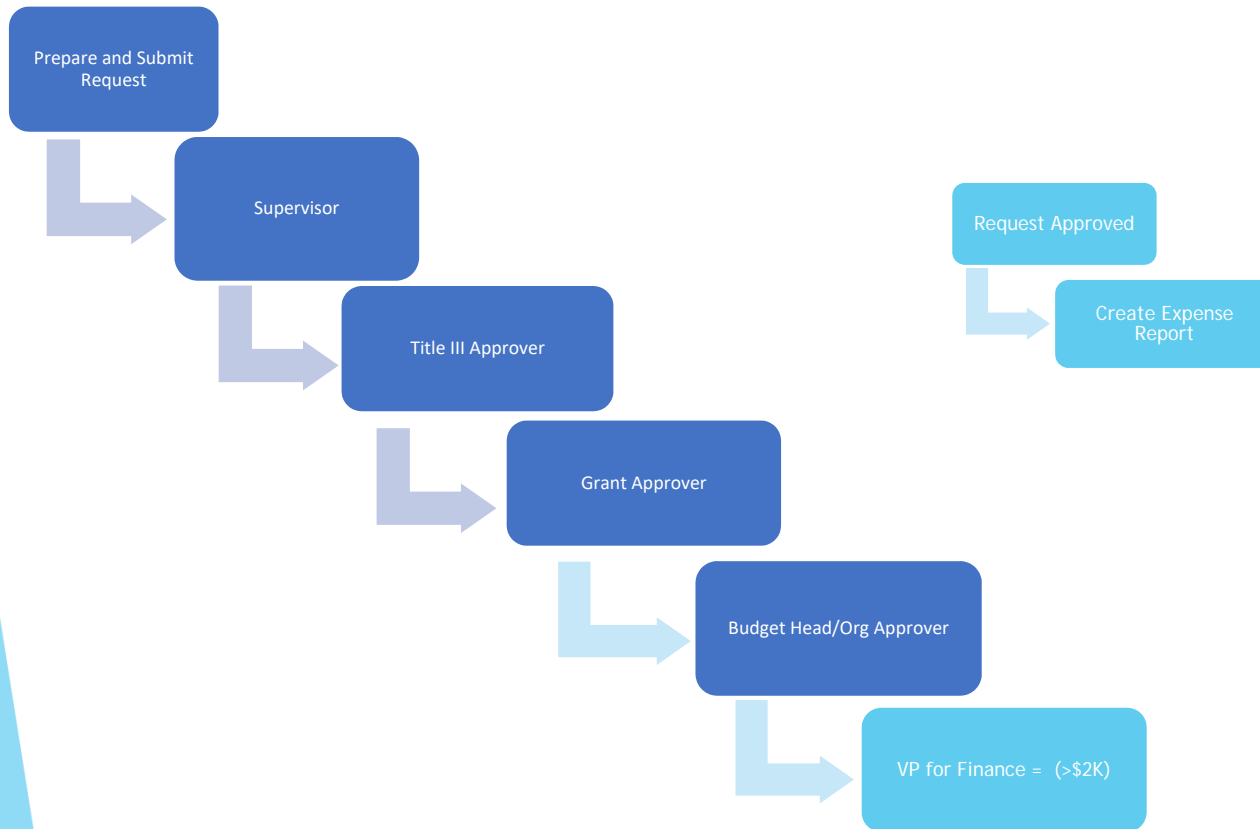 Prepare and Submit
Request
Supervisor
Title III Approver
Grant Approver
Budget Head/Org Approver
VP for Finance = (>$2K)
Request Approved
Create Expense
Report